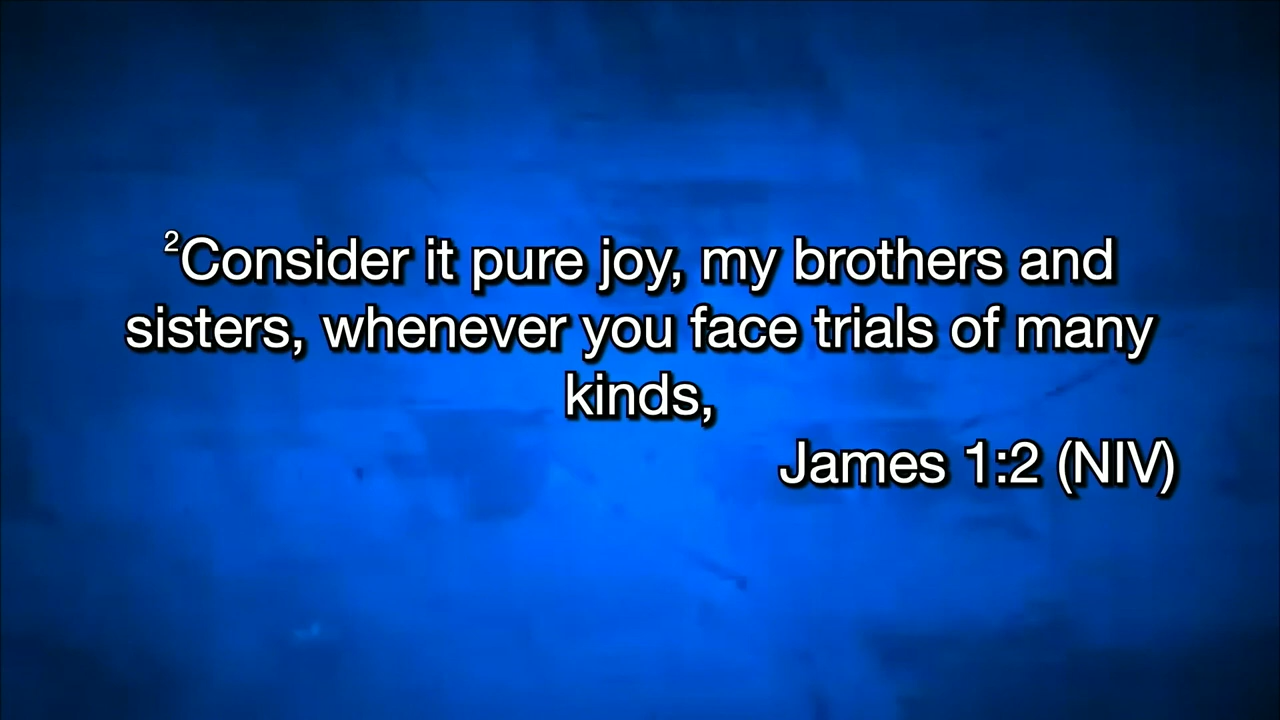 ²Consider it pure joy, my brothers and
sisters, whenever you face trials of many
kinds,
James 1:2 (NIV)